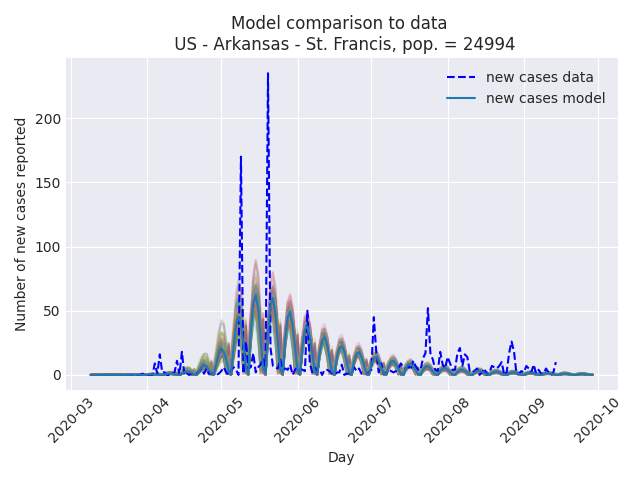 Model comparison to data
US - Arkansas - St. Francis, pop. = 24994
new cases data
new cases model
Number of new cases reported
200
150
100
50
0
2020-03
2020-04
2020-05
2020-06
2020-07
2020-08
2020-09
2020-10
Day